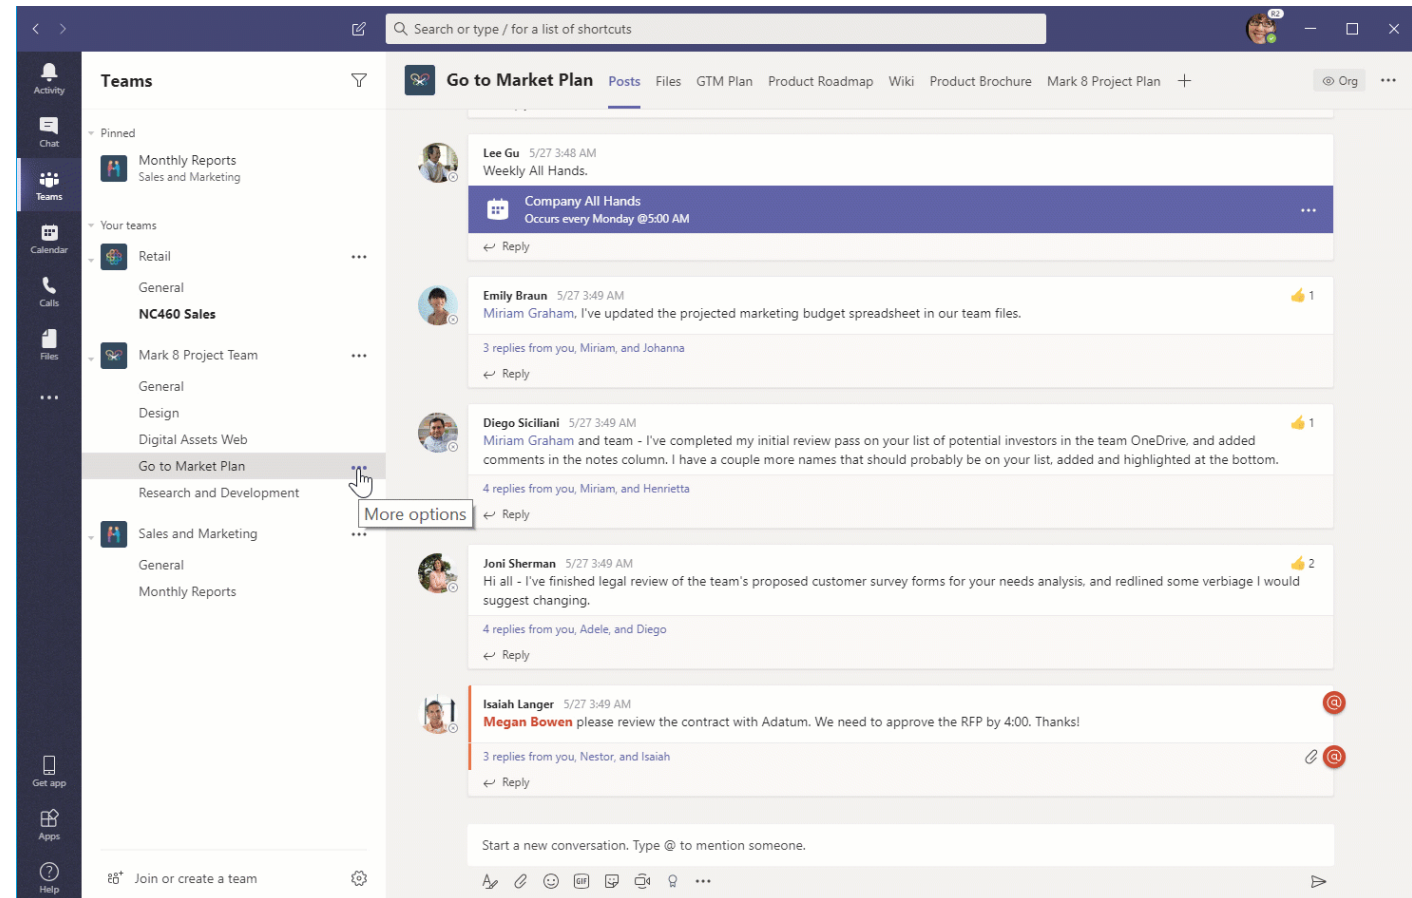 Search or type / for a list of shortcuts
R2
Activity
Chat
Teams
Calendar
Calls
Files
Get app
Apps
Help
Teams
Pinned
Monthly Reports
Sales and Marketing
Your teams
Retail
General
NC460 Sales
Mark 8 Project Team
General
Design
Digital Assets Web
Go to Market Plan
Research and Development
More options
Sales and Marketing
General
Monthly Reports
Join or create a team
Go to Market Plan Posts Files GTM Plan Product Roadmap Wiki Product Brochure Mark 8 Project Plan
Org
Lee Gu 5/27 3:48 AM
Weekly All Hands.
Company All Hands
Occurs every Monday @5:00 AM
Reply
Emily Braun 5/27 3:49 AM
1
Miriam Graham, I've updated the projected marketing budget spreadsheet in our team files.
3 replies from you, Miriam, and Johanna
Reply
Diego Siciliani 5/27 3:49 AM
1
Miriam Graham and team - I've completed my initial review pass on your list of potential investors in the team OneDrive, and added
comments in the notes column. I have a couple more names that should probably be on your list, added and highlighted at the bottom.
4 replies from you, Miriam, and Henrietta
Reply
Joni Sherman 5/27 3:49 AM
2
Hi all - I've finished legal review of the team's proposed customer survey forms for your needs analysis, and redlined some verbiage I would
suggest changing.
4 replies from you, Adele, and Diego
Reply
Isaiah Langer 5/27 3:49 AM
@
Megan Bowen please review the contract with Adatum. We need to approve the RFP by 4:00. Thanks!
3 replies from you, Nestor, and Isaiah
@
Reply
Start a new conversation. Type @ to mention someone.
GIF